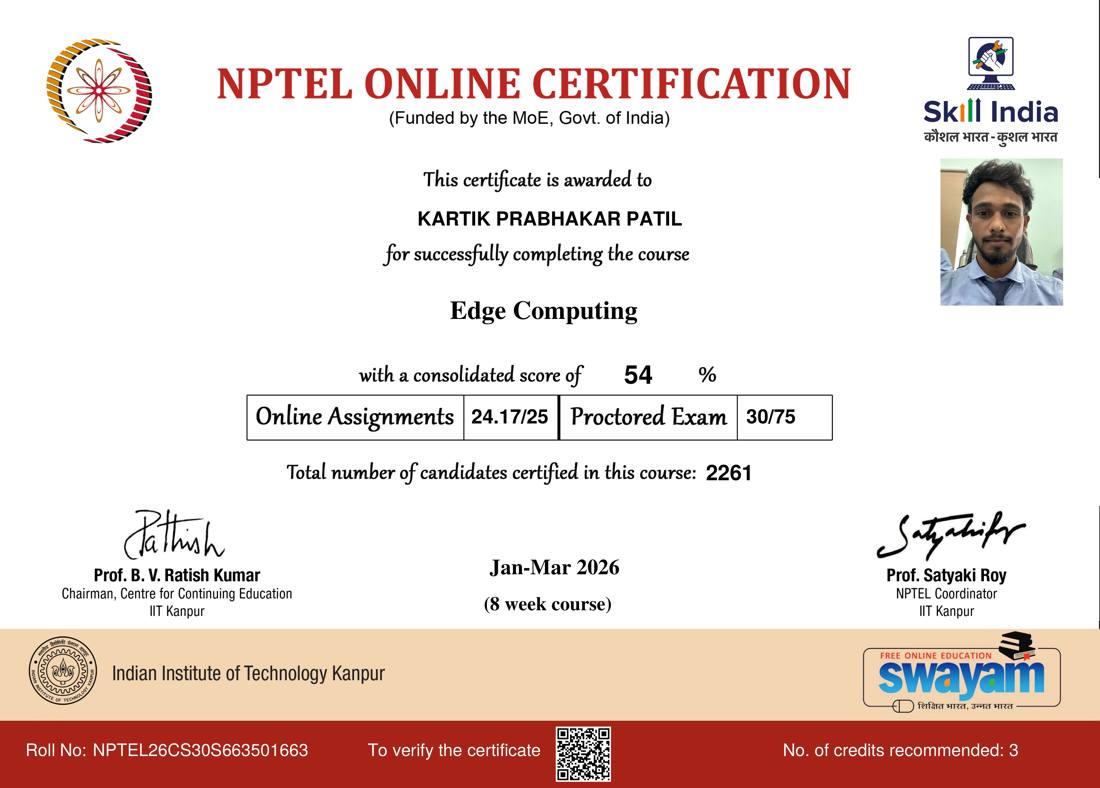 NPTEL ONLINE CERTIFICATION
(Funded by the MoE, Govt. of India)
Skill India
कौशल भारत - कुशल भारत
This certificate is awarded to
KARTIK PRABHAKAR PATIL
for successfully completing the course
Edge Computing
with a consolidated score of 54 %
Online Assignments 24.17/25 Proctored Exam 30/75
Total number of candidates certified in this course: 2261
Prof. B. V. Ratish Kumar
Chairman, Centre for Continuing Education
IIT Kanpur
Jan-Mar 2026
(8 week course)
Prof. Satyaki Roy
NPTEL Coordinator
IIT Kanpur
Indian Institute of Technology Kanpur
FREE ONLINE EDUCATION
swayam
शिक्षित भारत, उन्नत भारत
Roll No: NPTEL26CS30S663501663
To verify the certificate
No. of credits recommended: 3